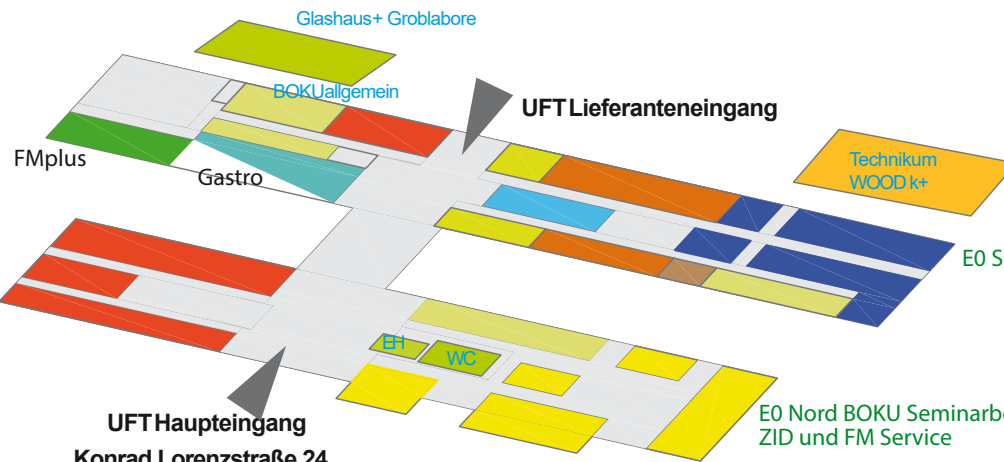 Glashaus+ Groblabore
BOKUallgemein
UFT Lieferanteneingang
FMplus
Gastro
Technikum
WOOD k+
E0 S
EH
WC
UFT Haupteingang
Konrad Lorenzstraße 24
E0 Nord BOKU Seminarbe
ZID und FM Service